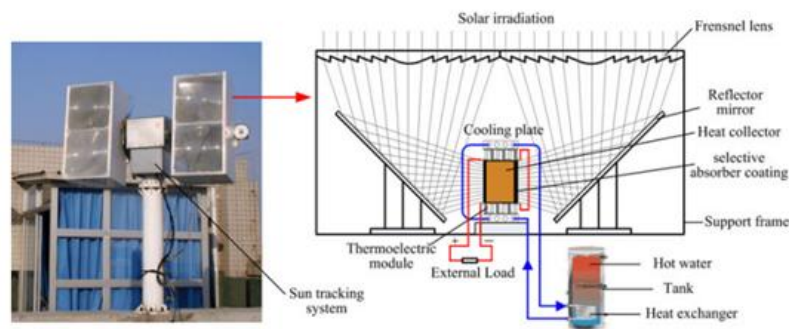 Solar irradiation
Frensnel lens
Reflector
mirror
Cooling plate
Heat collector
selective
absorber coating
Support frame
Thermoelectric
module
+
−
External Load
Hot water
Tank
Heat exchanger
Sun tracking
system